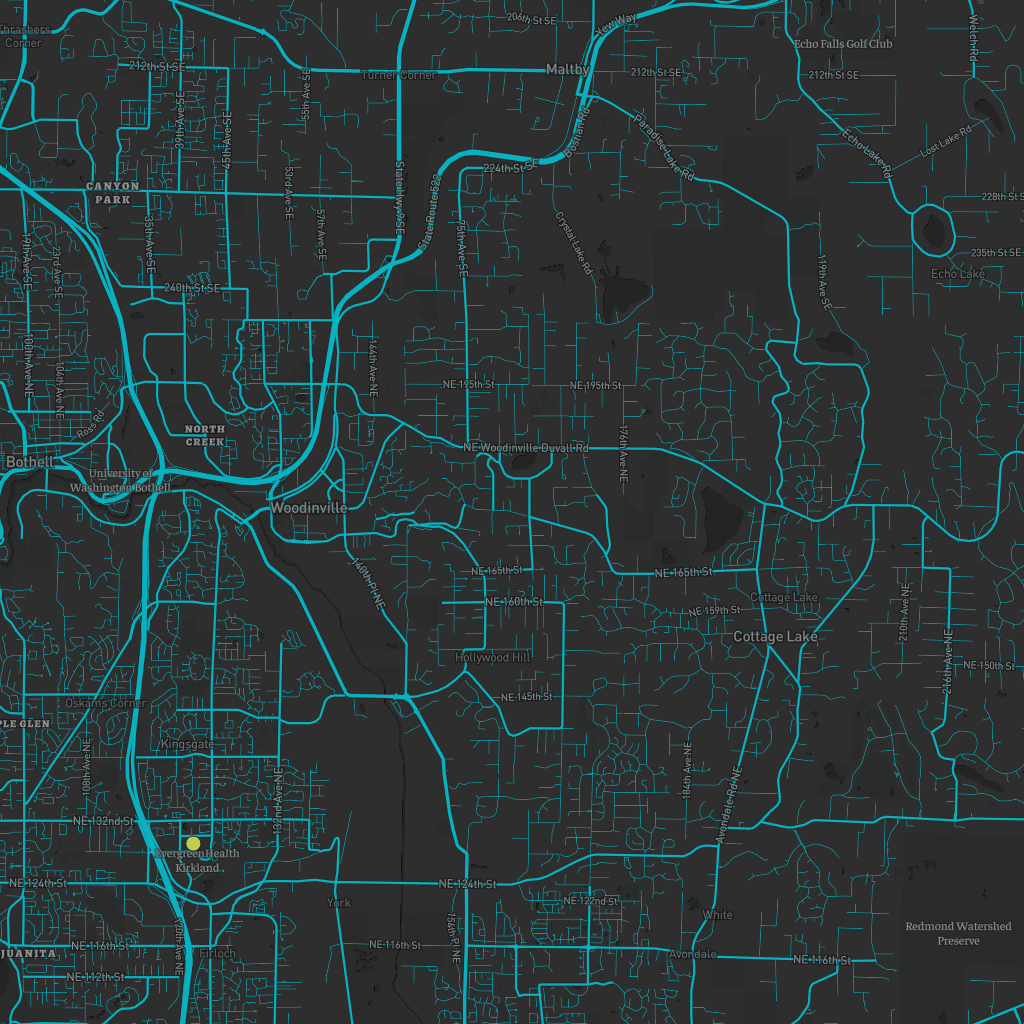 206th St SE
Yew Way
Thrashers
Corner
Echo Falls Golf Club
Welch Rd
212th St SE
Turner Corner
Maltby
212th St SE
212th St SE
55th Ave SE
39th Ave SE
45th Ave SE
Bostian Rd
Paradise Lake Rd
Echo Lake Rd
Lost Lake Rd
State Hwy 9 SE
224th St SE
CANYON
PARK
53rd Ave SE
State Route 522
228th St S
35th Ave SE
57th Ave SE
75th Ave SE
Crystal Lake Rd
19th Ave SE
23rd Ave SE
235th St SE
Echo Lake
119th Ave SE
240th St SE
100th Ave NE
104th Ave NE
144th Ave NE
NE 195th St
NE 195th St
Ross Rd
NORTH
CREEK
NE Woodinville-Duvall Rd
176th Ave NE
Bothell
University of
Washington Bothell
Woodinville
NE 165th St
NE 165th St
140th Pl NE
NE 160th St
Cottage Lake
NE 159th St
210th Ave NE
Cottage Lake
Hollywood Hill
216th Ave NE
NE 150th St
NE 145th St
Oskams Corner
PLE GLEN
Kingsgate
108th Ave NE
184th Ave NE
132nd Ave NE
Avondale Rd NE
NE 132nd St
EvergreenHealth
Kirkland
NE 124th St
NE 124th St
York
NE 122nd St
White
Redmond Watershed
Preserve
120th Ave NE
154th Pl NE
NE 116th St
NE 116th St
JUANITA
Firloch
Avondale
NE 116th St
NE 112th St